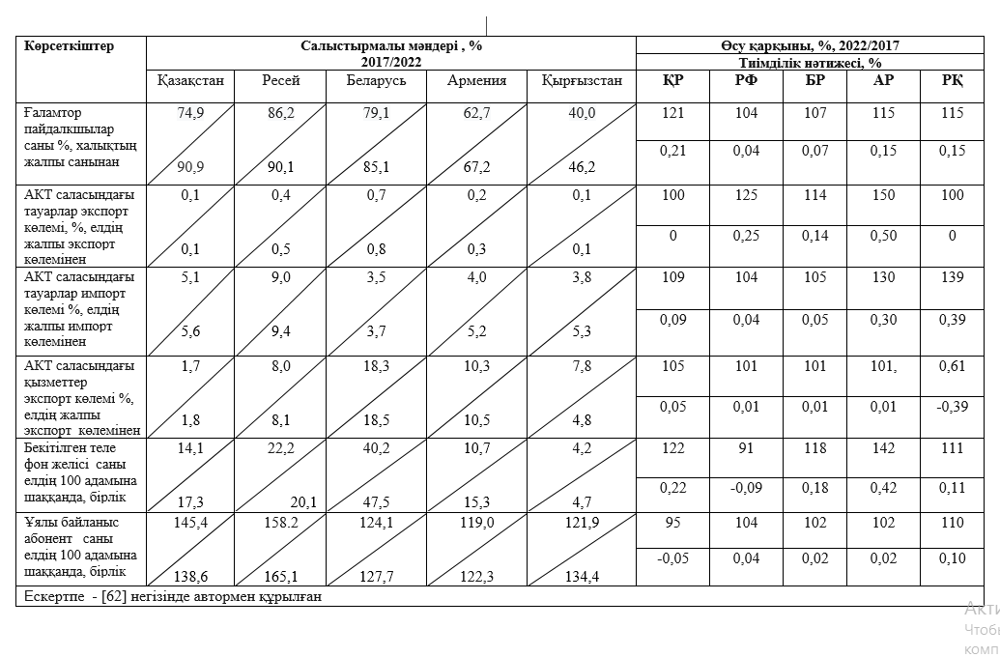 Көрсеткіштер
Салыстырмалы мәндері , %
2017/2022
Өсу қарқыны, %, 2022/2017
Тиімділік нәтижесі, %
Қазақстан Ресей Беларусь Армения Қырғызстан ҚР РФ БР АР РҚ
Ғаламтор
пайдалкшылар
саны %, халықтың
жалпы санынан
74,9 86,2 79,1 62,7 40,0 121 104 107 115 115
90,9 90,1 85,1 67,2 46,2 0,21 0,04 0,07 0,15 0,15
АКТ саласындағы
тауарлар экспорт
көлемі, %, елдің
жалпы экспорт
көлемінен
0,1 0,4 0,7 0,2 0,1 100 125 114 150 100
0,1 0,5 0,8 0,3 0,1 0 0,25 0,14 0,50 0
АКТ саласындағы
тауарлар импорт
көлемі %, елдің
жалпы импорт
көлемінен
5,1 9,0 3,5 4,0 3,8 109 104 105 130 139
5,6 9,4 3,7 5,2 5,3 0,09 0,04 0,05 0,30 0,39
АКТ саласындағы
қызметтер
экспорт көлемі %,
елдің жалпы
экспорт көлемінен
1,7 8,0 18,3 10,3 7,8 105 101 101 101, 0,61
1,8 8,1 18,5 10,5 4,8 0,05 0,01 0,01 0,01 -0,39
Бекітілген теле
фон желісі саны
елдің 100 адамына
шаққанда, бірлік
14,1 22,2 40,2 10,7 4,2 122 91 118 142 111
17,3 20,1 47,5 15,3 4,7 0,22 -0,09 0,18 0,42 0,11
Ұялы байланыс
абонент саны
елдің 100 адамына
шаққанда, бірлік
145,4 158.2 124,1 119,0 121,9 95 104 102 102 110
138,6 165,1 127,7 122,3 134,4 -0,05 0,04 0,02 0,02 0,10
Ескертпе - [62] негізінде автормен құрылған
Акти
Чтобы
комп